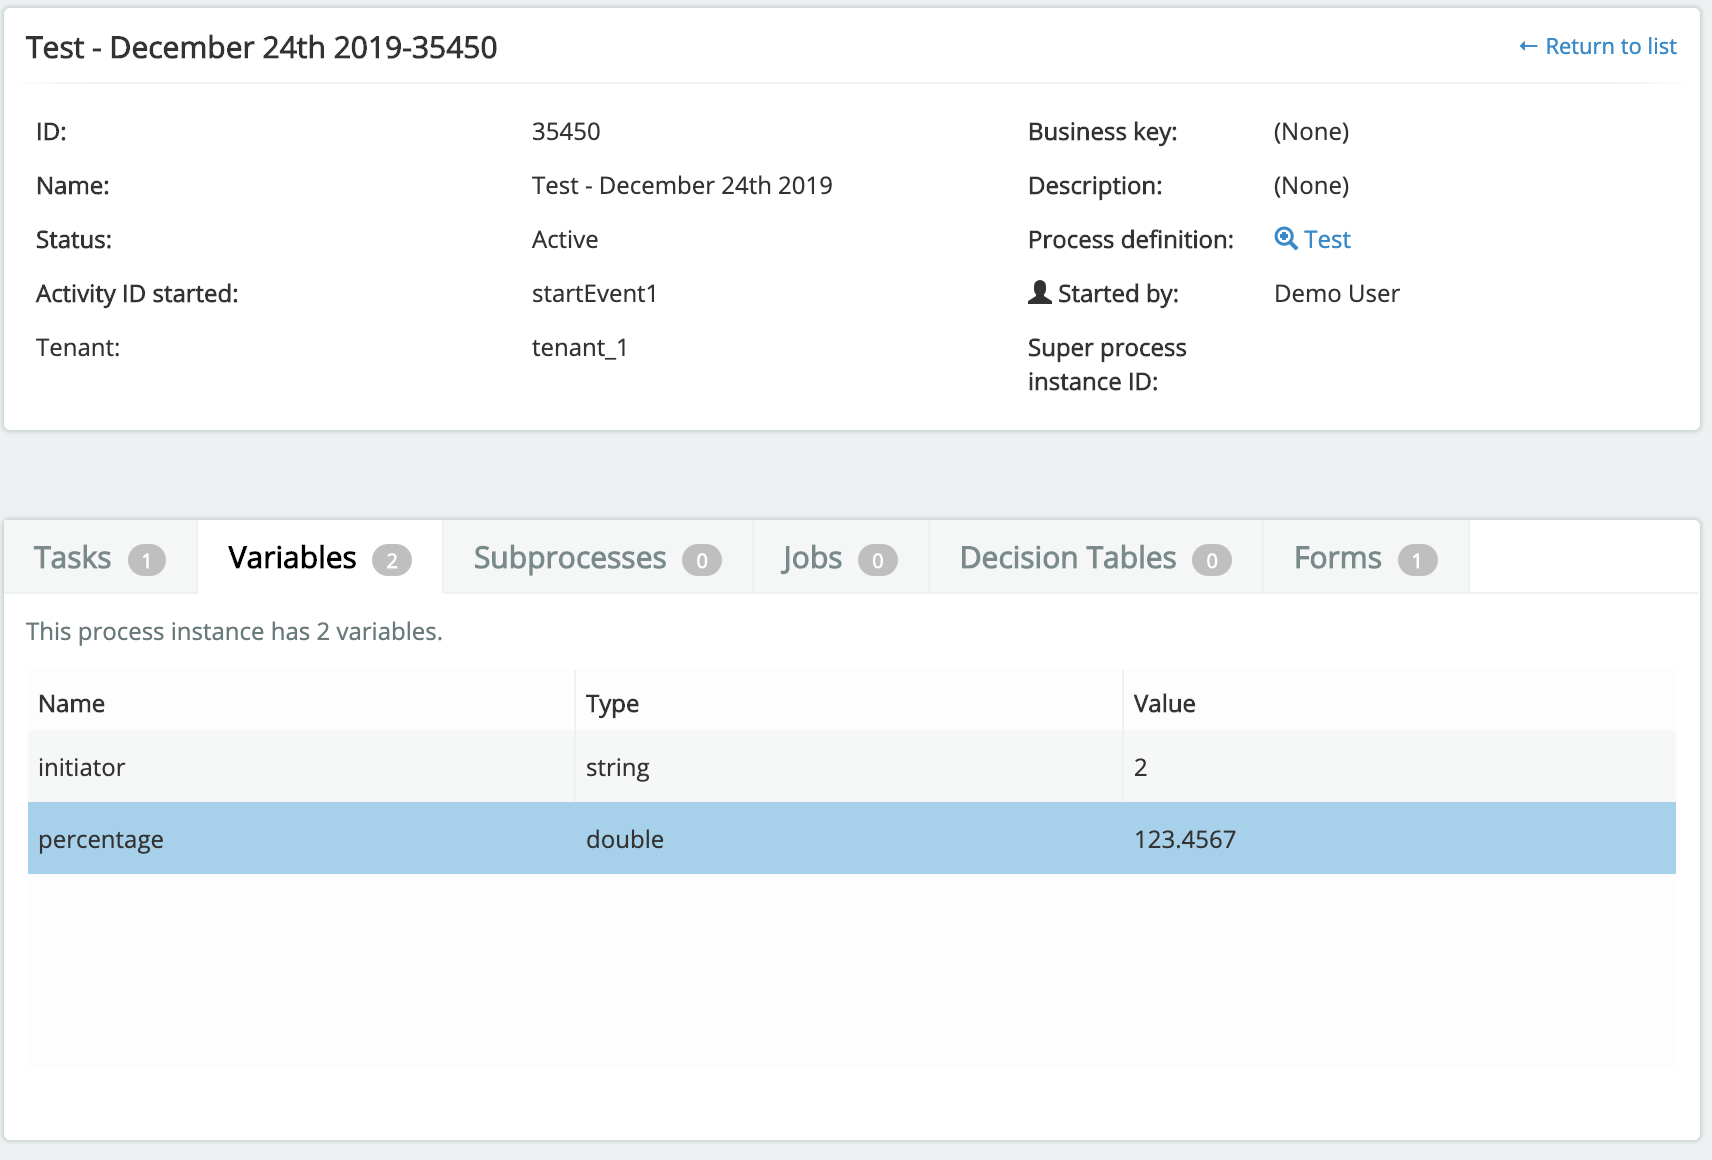 Test - December 24th 2019-35450
← Return to list
ID: 35450 Business key: (None)
Name: Test - December 24th 2019 Description: (None)
Status: Active Process definition: Test
Activity ID started: startEvent1 Started by: Demo User
Tenant: tenant_1 Super process
instance ID:
Tasks 1 Variables 2 Subprocesses 0 Jobs 0 Decision Tables 0 Forms 1
This process instance has 2 variables.
Name Type Value
initiator string 2
percentage double 123.4567